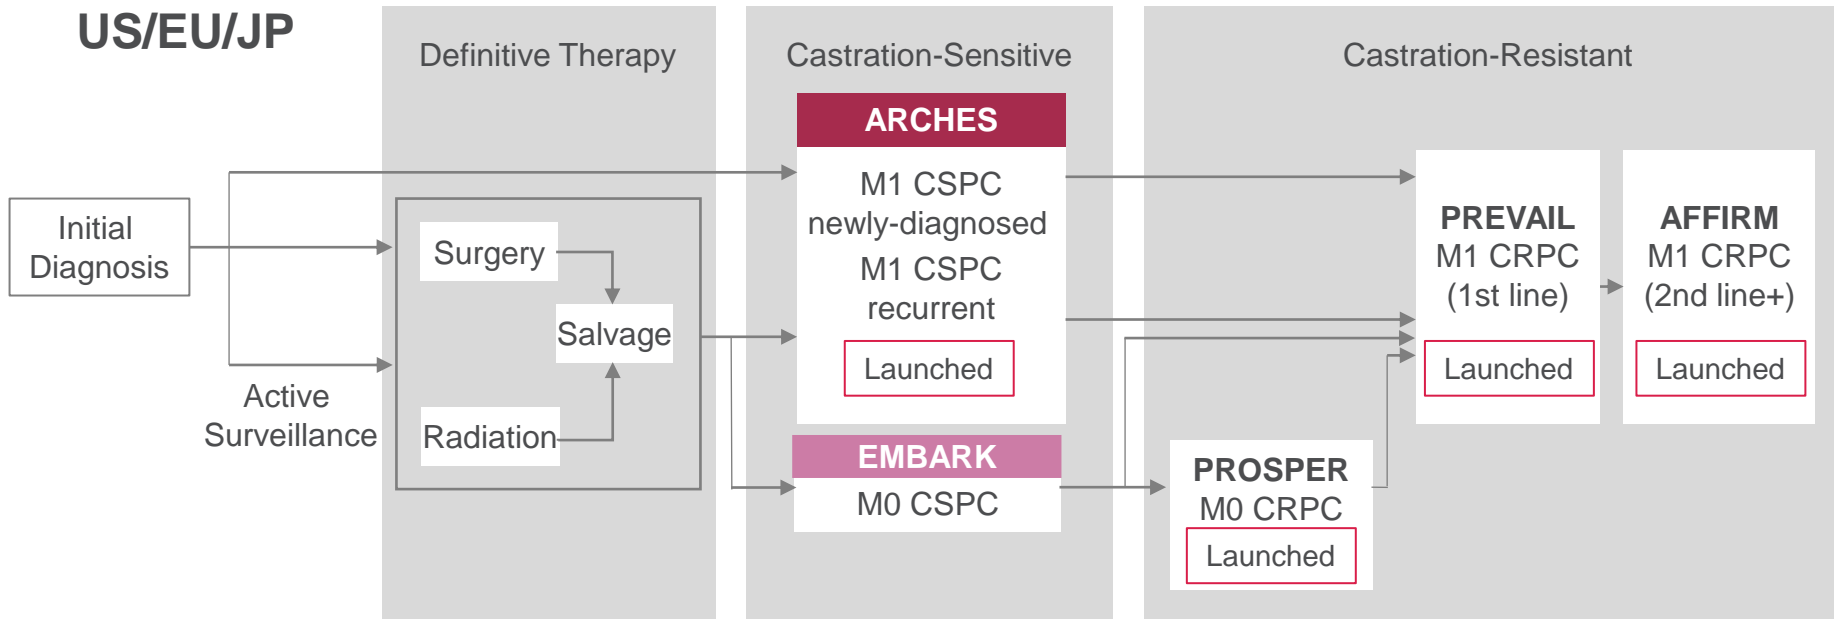 US/EU/JP
Definitive Therapy
Castration-Sensitive
Castration-Resistant
Initial
Diagnosis
Active
Surveillance
Surgery
Salvage
Radiation
ARCHES
M1 CSPC
newly-diagnosed
M1 CSPC
recurrent
Launched
EMBARK
M0 CSPC
PROSPER
M0 CRPC
Launched
PREVAIL
M1 CRPC
(1st line)
Launched
AFFIRM
M1 CRPC
(2nd line+)
Launched